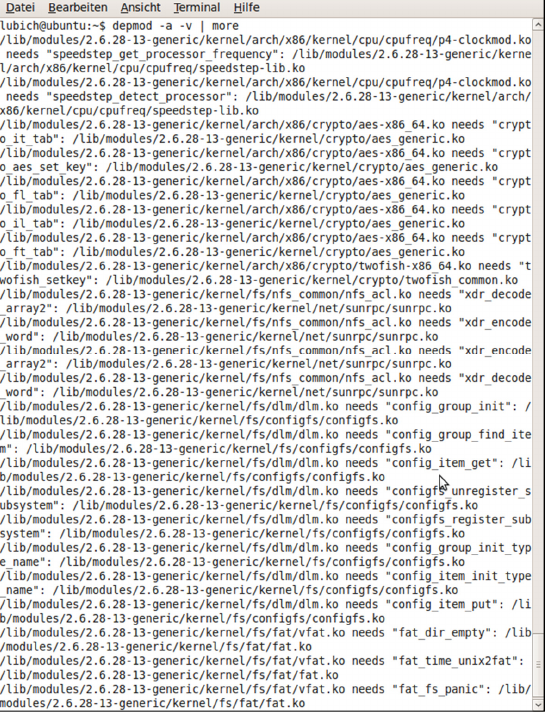 Datei Bearbeiten Ansicht Terminal Hilfe
lubich@ubuntu:~$ depmod -a -v | more
/lib/modules/2.6.28-13-generic/kernel/arch/x86/kernel/cpu/cpufreq/p4-clockmod.ko
 needs "speedstep_get_processor_frequency": /lib/modules/2.6.28-13-generic/kerne
l/arch/x86/kernel/cpu/cpufreq/speedstep-lib.ko
/lib/modules/2.6.28-13-generic/kernel/arch/x86/kernel/cpu/cpufreq/p4-clockmod.ko
 needs "speedstep_detect_processor": /lib/modules/2.6.28-13-generic/kernel/arch/
x86/kernel/cpu/cpufreq/speedstep-lib.ko
/lib/modules/2.6.28-13-generic/kernel/arch/x86/crypto/aes-x86_64.ko needs "crypt
o_it_tab": /lib/modules/2.6.28-13-generic/kernel/crypto/aes_generic.ko
/lib/modules/2.6.28-13-generic/kernel/arch/x86/crypto/aes-x86_64.ko needs "crypt
o_aes_set_key": /lib/modules/2.6.28-13-generic/kernel/crypto/aes_generic.ko
/lib/modules/2.6.28-13-generic/kernel/arch/x86/crypto/aes-x86_64.ko needs "crypt
o_fl_tab": /lib/modules/2.6.28-13-generic/kernel/crypto/aes_generic.ko
/lib/modules/2.6.28-13-generic/kernel/arch/x86/crypto/aes-x86_64.ko needs "crypt
o_il_tab": /lib/modules/2.6.28-13-generic/kernel/crypto/aes_generic.ko
/lib/modules/2.6.28-13-generic/kernel/arch/x86/crypto/aes-x86_64.ko needs "crypt
o_ft_tab": /lib/modules/2.6.28-13-generic/kernel/crypto/aes_generic.ko
/lib/modules/2.6.28-13-generic/kernel/arch/x86/crypto/twofish-x86_64.ko needs "t
wofish_setkey": /lib/modules/2.6.28-13-generic/kernel/crypto/twofish_common.ko
/lib/modules/2.6.28-13-generic/kernel/fs/nfs_common/nfs_acl.ko needs "xdr_decode
_array2": /lib/modules/2.6.28-13-generic/kernel/net/sunrpc/sunrpc.ko
/lib/modules/2.6.28-13-generic/kernel/fs/nfs_common/nfs_acl.ko needs "xdr_encode
_word": /lib/modules/2.6.28-13-generic/kernel/net/sunrpc/sunrpc.ko
/lib/modules/2.6.28-13-generic/kernel/fs/nfs_common/nfs_acl.ko needs "xdr_encode
_array2": /lib/modules/2.6.28-13-generic/kernel/net/sunrpc/sunrpc.ko
/lib/modules/2.6.28-13-generic/kernel/fs/nfs_common/nfs_acl.ko needs "xdr_decode
_word": /lib/modules/2.6.28-13-generic/kernel/net/sunrpc/sunrpc.ko
/lib/modules/2.6.28-13-generic/kernel/fs/dlm/dlm.ko needs "config_group_init": /
lib/modules/2.6.28-13-generic/kernel/fs/configfs/configfs.ko
/lib/modules/2.6.28-13-generic/kernel/fs/dlm/dlm.ko needs "config_group_find_ite
m": /lib/modules/2.6.28-13-generic/kernel/fs/configfs/configfs.ko
/lib/modules/2.6.28-13-generic/kernel/fs/dlm/dlm.ko needs "config_item_get": /li
b/modules/2.6.28-13-generic/kernel/fs/configfs/configfs.ko
/lib/modules/2.6.28-13-generic/kernel/fs/dlm/dlm.ko needs "configfs_unregister_s
ubsystem": /lib/modules/2.6.28-13-generic/kernel/fs/configfs/configfs.ko
/lib/modules/2.6.28-13-generic/kernel/fs/dlm/dlm.ko needs "configfs_register_sub
system": /lib/modules/2.6.28-13-generic/kernel/fs/configfs/configfs.ko
/lib/modules/2.6.28-13-generic/kernel/fs/dlm/dlm.ko needs "config_group_init_typ
e_name": /lib/modules/2.6.28-13-generic/kernel/fs/configfs/configfs.ko
/lib/modules/2.6.28-13-generic/kernel/fs/dlm/dlm.ko needs "config_item_init_type
_name": /lib/modules/2.6.28-13-generic/kernel/fs/configfs/configfs.ko
/lib/modules/2.6.28-13-generic/kernel/fs/dlm/dlm.ko needs "config_item_put": /li
b/modules/2.6.28-13-generic/kernel/fs/configfs/configfs.ko
/lib/modules/2.6.28-13-generic/kernel/fs/fat/vfat.ko needs "fat_dir_empty": /lib
/modules/2.6.28-13-generic/kernel/fs/fat/fat.ko
/lib/modules/2.6.28-13-generic/kernel/fs/fat/vfat.ko needs "fat_time_unix2fat":
/lib/modules/2.6.28-13-generic/kernel/fs/fat/fat.ko
/lib/modules/2.6.28-13-generic/kernel/fs/fat/vfat.ko needs "fat_fs_panic": /lib/
modules/2.6.28-13-generic/kernel/fs/fat/fat.ko